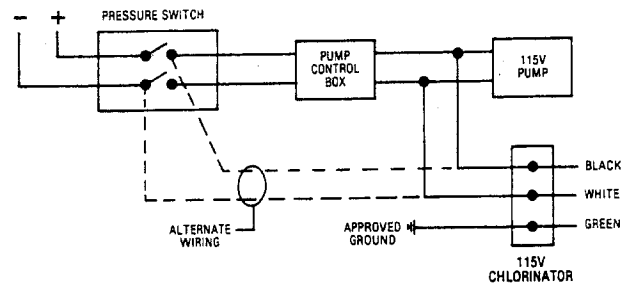 - +
PRESSURE SWITCH
PUMP
CONTROL
BOX
115V
PUMP
BLACK
WHITE
GREEN
ALTERNATE
WIRING
APPROVED
GROUND
115V
CHLORINATOR